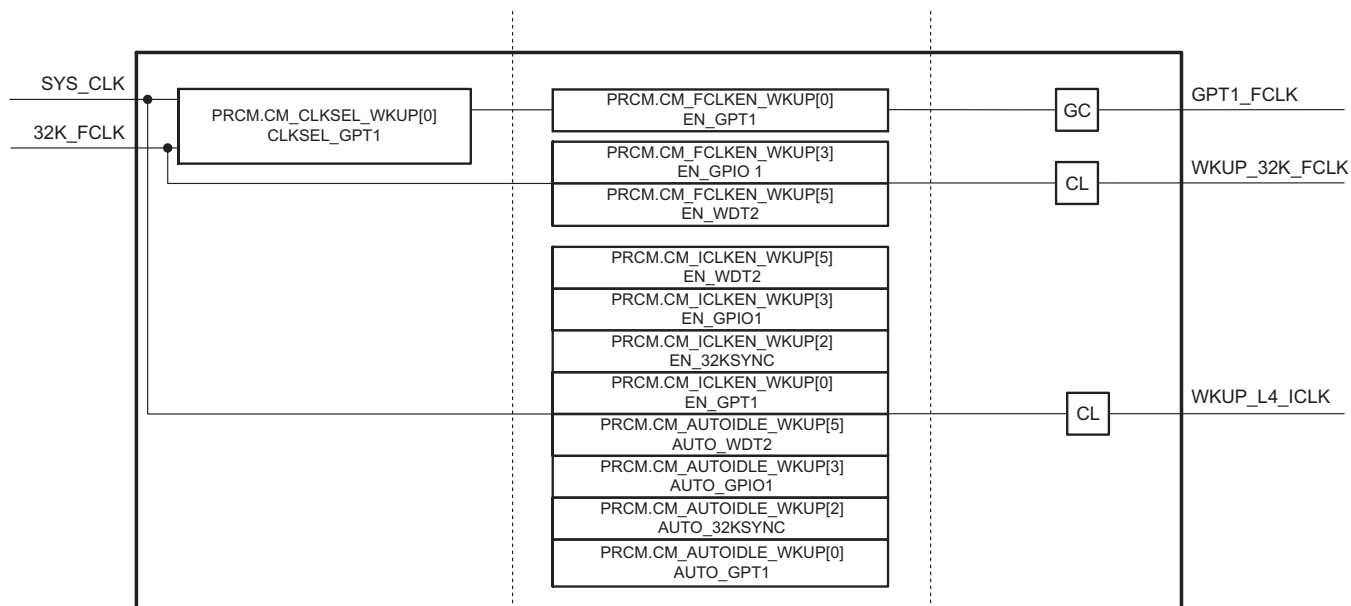 SYS_CLK
32K_FCLK
PRCM.CM_CLKSEL_WKUP[0]
CLKSEL_GPT1
PRCM.CM_FCLKEN_WKUP[0]
EN_GPT1
GC
GPT1_FCLK
PRCM.CM_FCLKEN_WKUP[3]
EN_GPIO 1
PRCM.CM_FCLKEN_WKUP[5]
EN_WDT2
CL
WKUP_32K_FCLK
PRCM.CM_ICLKEN_WKUP[5]
EN_WDT2
PRCM.CM_ICLKEN_WKUP[3]
EN_GPIO1
PRCM.CM_ICLKEN_WKUP[2]
EN_32KSYNC
PRCM.CM_ICLKEN_WKUP[0]
EN_GPT1
PRCM.CM_AUTOIDLE_WKUP[5]
AUTO_WDT2
PRCM.CM_AUTOIDLE_WKUP[3]
AUTO_GPIO1
PRCM.CM_AUTOIDLE_WKUP[2]
AUTO_32KSYNC
PRCM.CM_AUTOIDLE_WKUP[0]
AUTO_GPT1
CL
WKUP_L4_ICLK